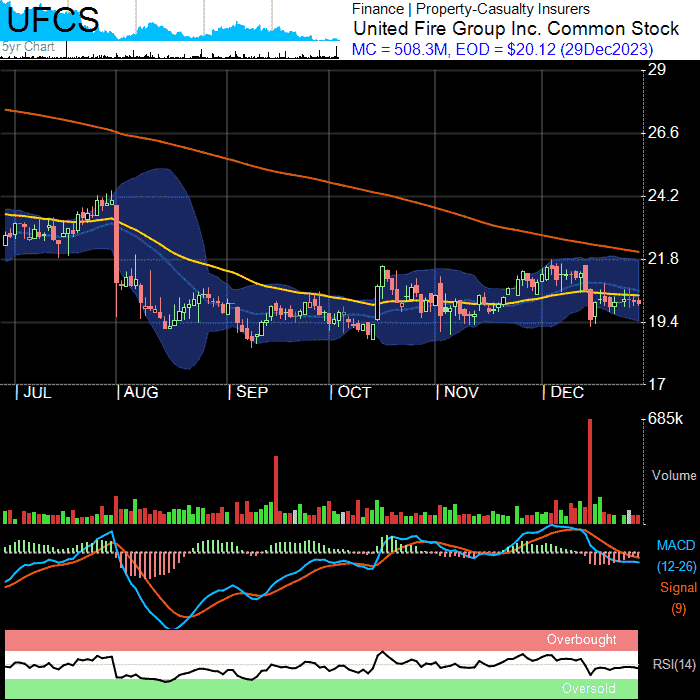 UFCS
5yr Chart
Finance | Property-Casualty Insurers
United Fire Group Inc. Common Stock
MC = 508.3M, EOD = $20.12 (29Dec2023)
29
26.6
24.2
21.8
19.4
17
JUL AUG SEP OCT NOV DEC
685k
Volume
MACD
(12-26)
Signal
(9)
Overbought
RSI(14)
Oversold